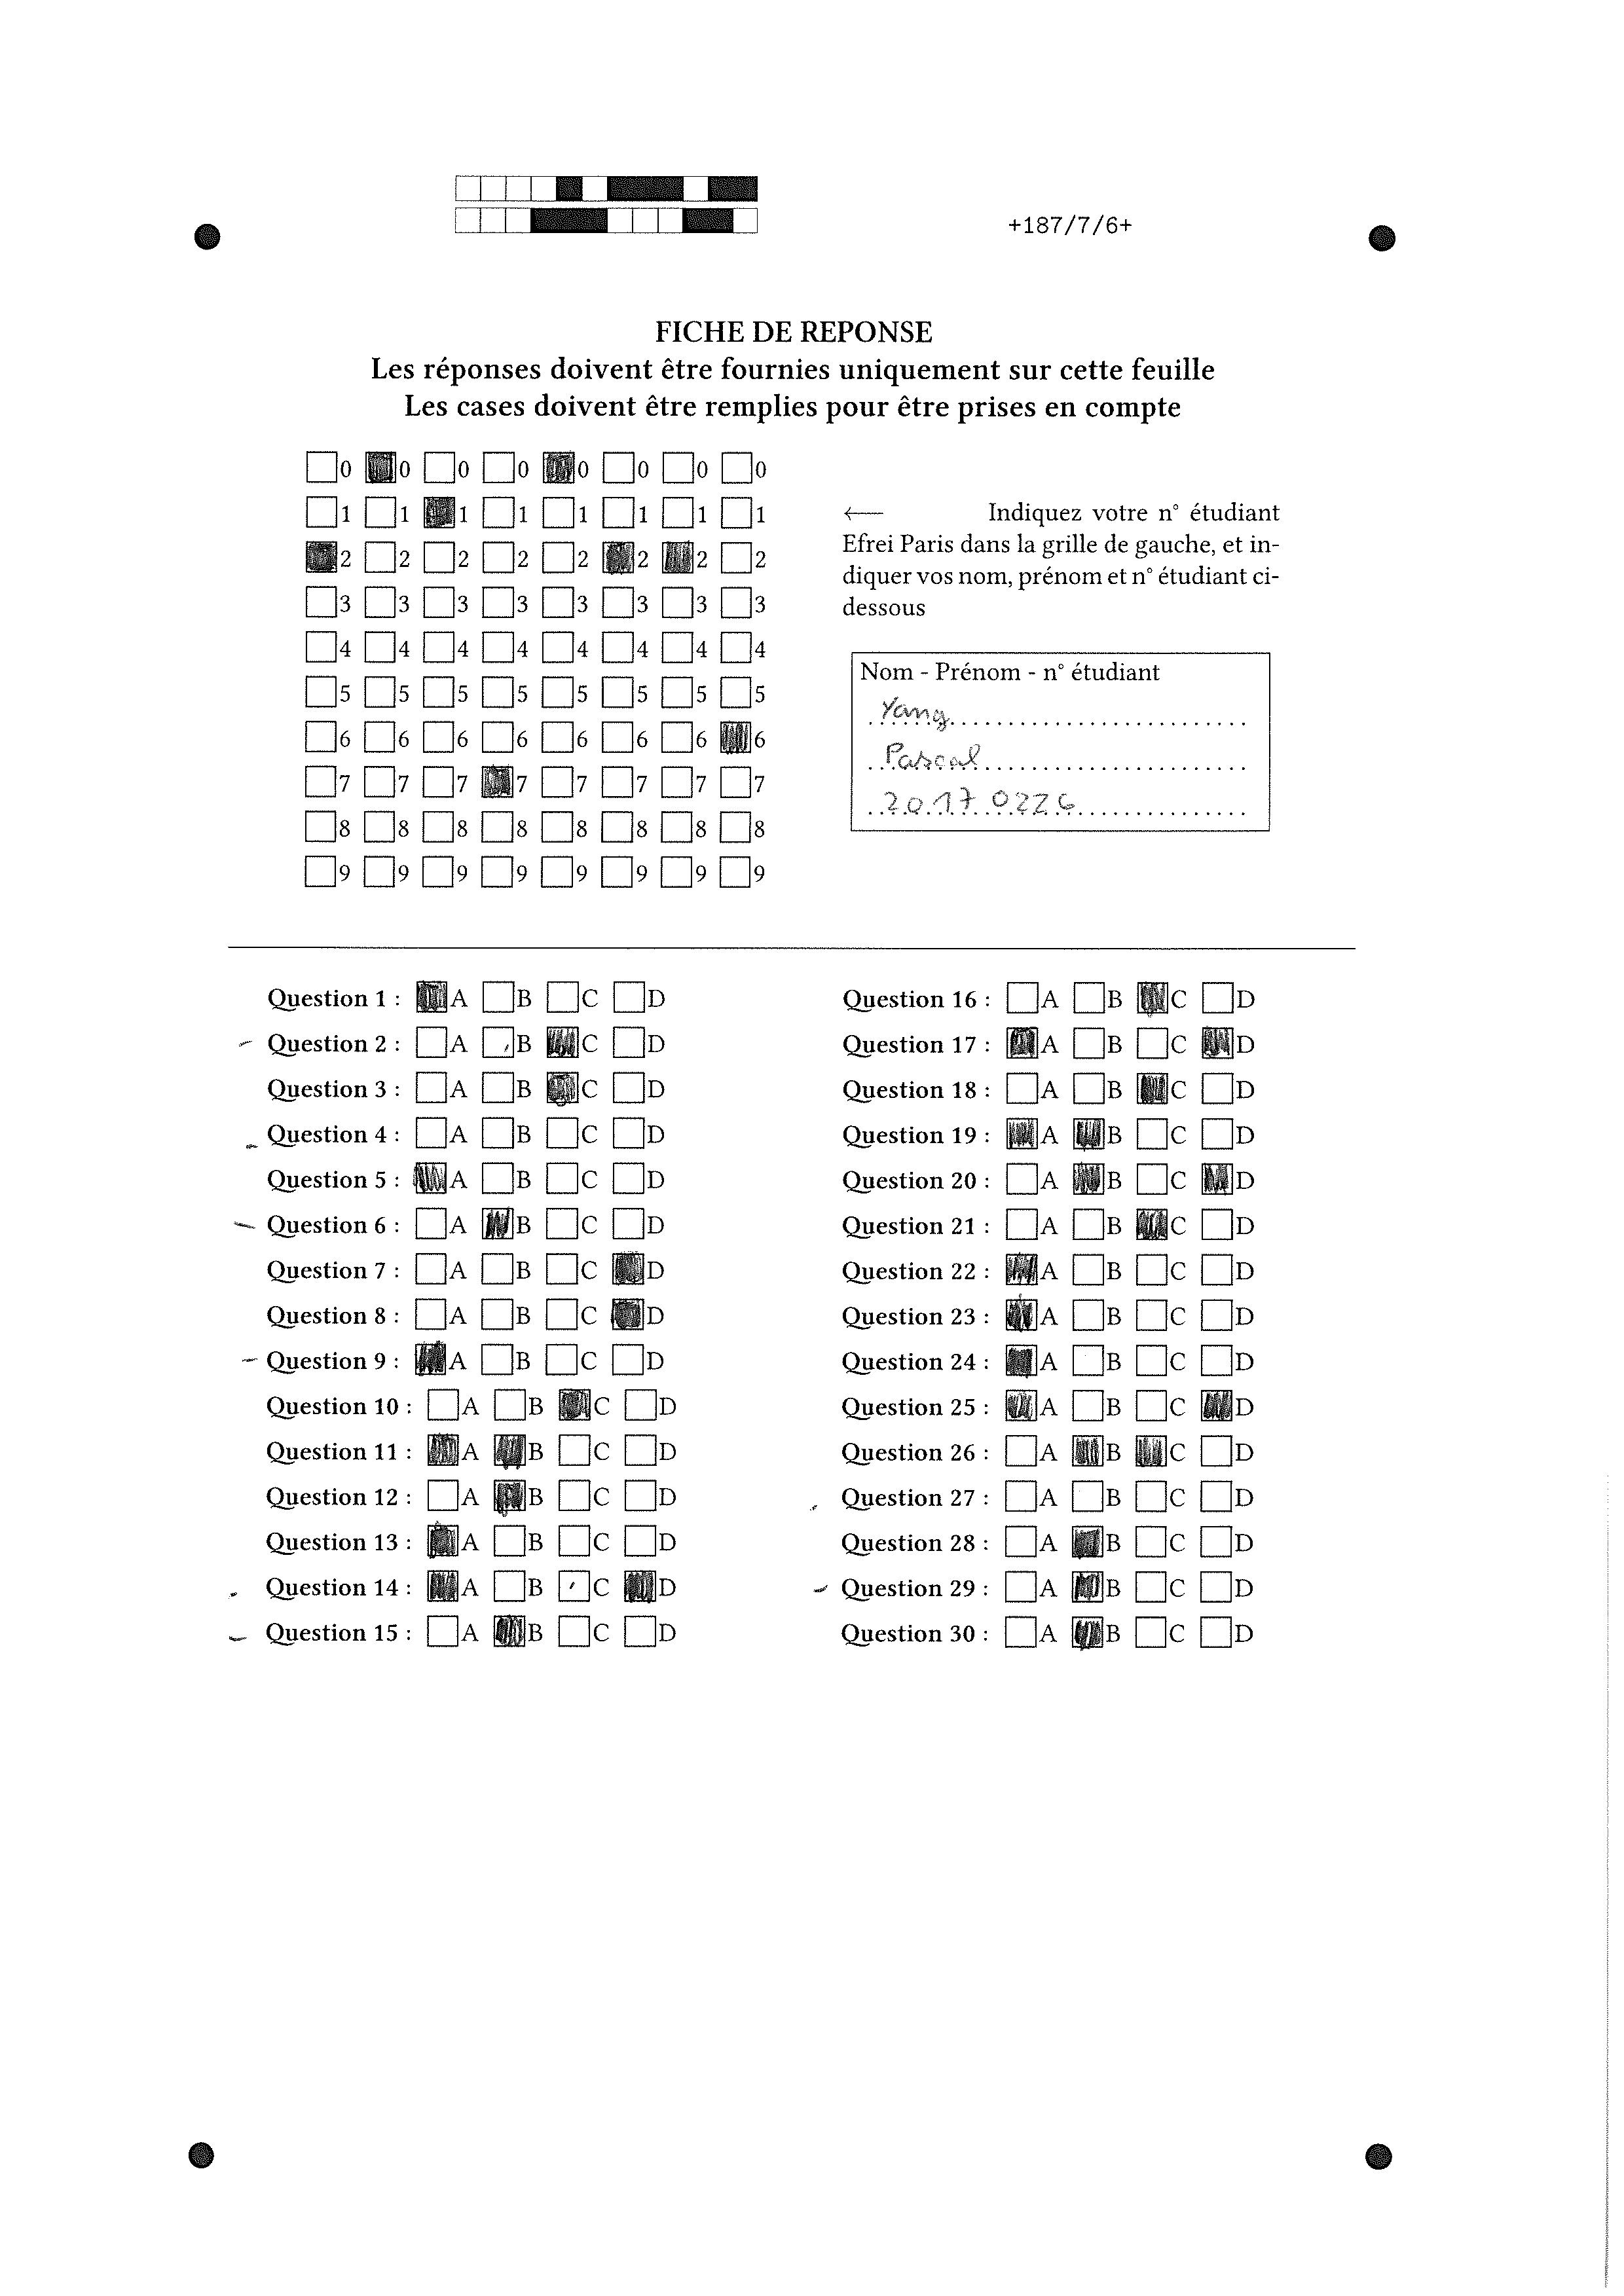 +187/7/6+
FICHE DE REPONSE
Les réponses doivent être fournies uniquement sur cette feuille
Les cases doivent être remplies pour être prises en compte
0 0 0 0 0 0 0 0
1 1 1 1 1 1 1 1
2 2 2 2 2 2 2 2
3 3 3 3 3 3 3 3
4 4 4 4 4 4 4 4
5 5 5 5 5 5 5 5
6 6 6 6 6 6 6 6
7 7 7 7 7 7 7 7
8 8 8 8 8 8 8 8
9 9 9 9 9 9 9 9
← Indiquez votre n° étudiant
Efrei Paris dans la grille de gauche, et in-
diquer vos nom, prénom et n° étudiant ci-
dessous
Nom - Prénom - n° étudiant
Yang
Pascal
20170226
Question 1 : A B C D
Question 2 : A B C D
Question 3 : A B C D
Question 4 : A B C D
Question 5 : A B C D
Question 6 : A B C D
Question 7 : A B C D
Question 8 : A B C D
Question 9 : A B C D
Question 10 : A B C D
Question 11 : A B C D
Question 12 : A B C D
Question 13 : A B C D
Question 14 : A B C D
Question 15 : A B C D
Question 16 : A B C D
Question 17 : A B C D
Question 18 : A B C D
Question 19 : A B C D
Question 20 : A B C D
Question 21 : A B C D
Question 22 : A B C D
Question 23 : A B C D
Question 24 : A B C D
Question 25 : A B C D
Question 26 : A B C D
Question 27 : A B C D
Question 28 : A B C D
Question 29 : A B C D
Question 30 : A B C D